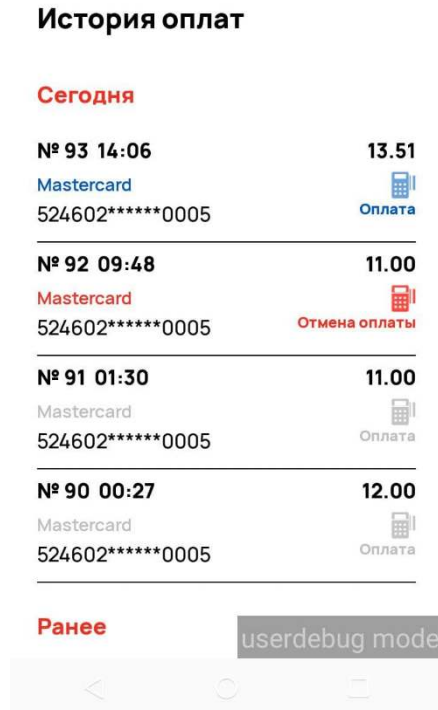 История оплат
Сегодня
№ 93 14:06 13.51
Mastercard
524602******0005 Оплата
№ 92 09:48 11.00
Mastercard
524602******0005 Отмена оплаты
№ 91 01:30 11.00
Mastercard
524602******0005 Оплата
№ 90 00:27 12.00
Mastercard
524602******0005 Оплата
Ранее
userdebug mode